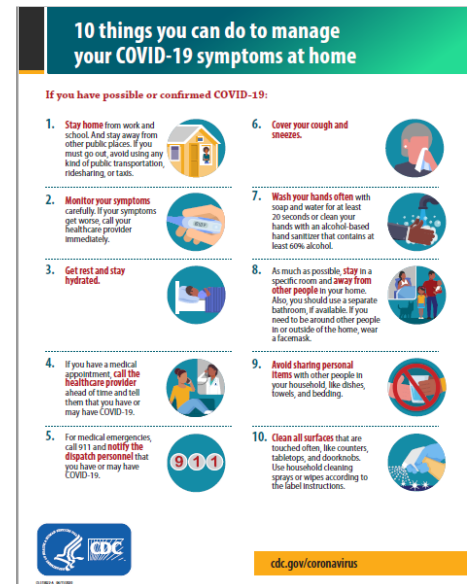 10 things you can do to manage
your COVID-19 symptoms at home
If you have possible or confirmed COVID-19:
1. Stay home from work and
school. And stay away from
other public places. If you
must go out, avoid using any
kind of public transportation,
ridesharing, or taxis.
2. Monitor your symptoms
carefully. If your symptoms
get worse, call your
healthcare provider
immediately.
3. Get rest and stay
hydrated.
4. If you have a medical
appointment, call the
healthcare provider
ahead of time and tell
them that you have or
may have COVID-19.
5. For medical emergencies,
call 911 and notify the
dispatch personnel that
you have or may have
COVID-19.
911
6. Cover your cough and
sneezes.
7. Wash your hands often with
soap and water for at least
20 seconds or clean your
hands with an alcohol-based
hand sanitizer that contains at
least 60% alcohol.
8. As much as possible, stay in a
specific room and away from
other people in your home.
Also, you should use a separate
bathroom, if available. If you
need to be around other people
in or outside of the home, wear
a facemask.
9. Avoid sharing personal
items with other people in
your household, like dishes,
towels, and bedding.
10. Clean all surfaces that are
touched often, like counters,
tabletops, and doorknobs.
Use household cleaning
sprays or wipes according to
the label instructions.
CDC
cdc.gov/coronavirus